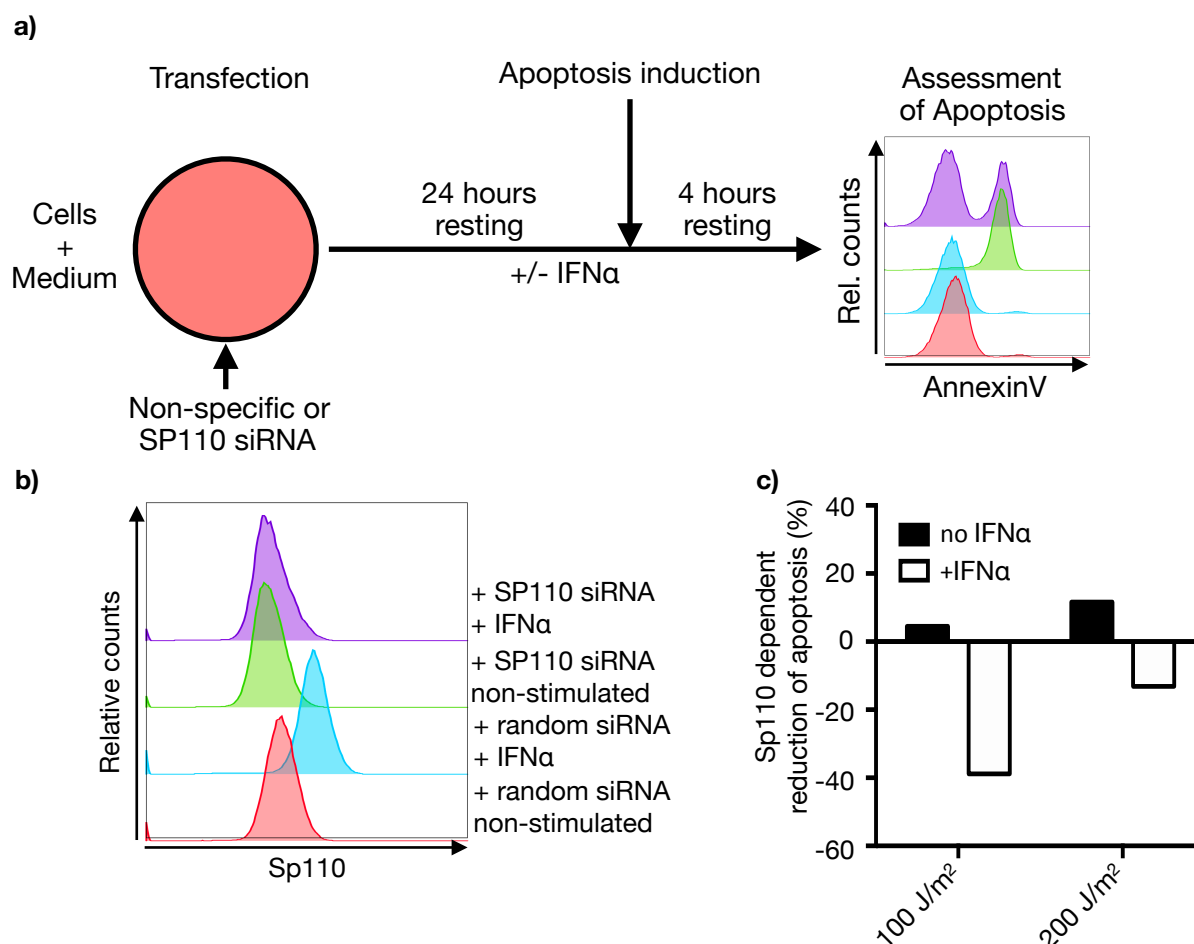 a)
Transfection
Apoptosis induction
Assessment
of Apoptosis
Cells
+
Medium
24 hours
resting
4 hours
resting
+/- IFNα
Rel. counts
AnnexinV
Non-specific or
SP110 siRNA
b)
Relative counts
+ SP110 siRNA
+ IFNα
+ SP110 siRNA
non-stimulated
+ random siRNA
+ IFNα
+ random siRNA
non-stimulated
Sp110
c)
Sp110 dependent
reduction of apoptosis (%)
40
20
0
-20
-40
-60
no IFNα
+IFNα
100 J/m²
200 J/m²